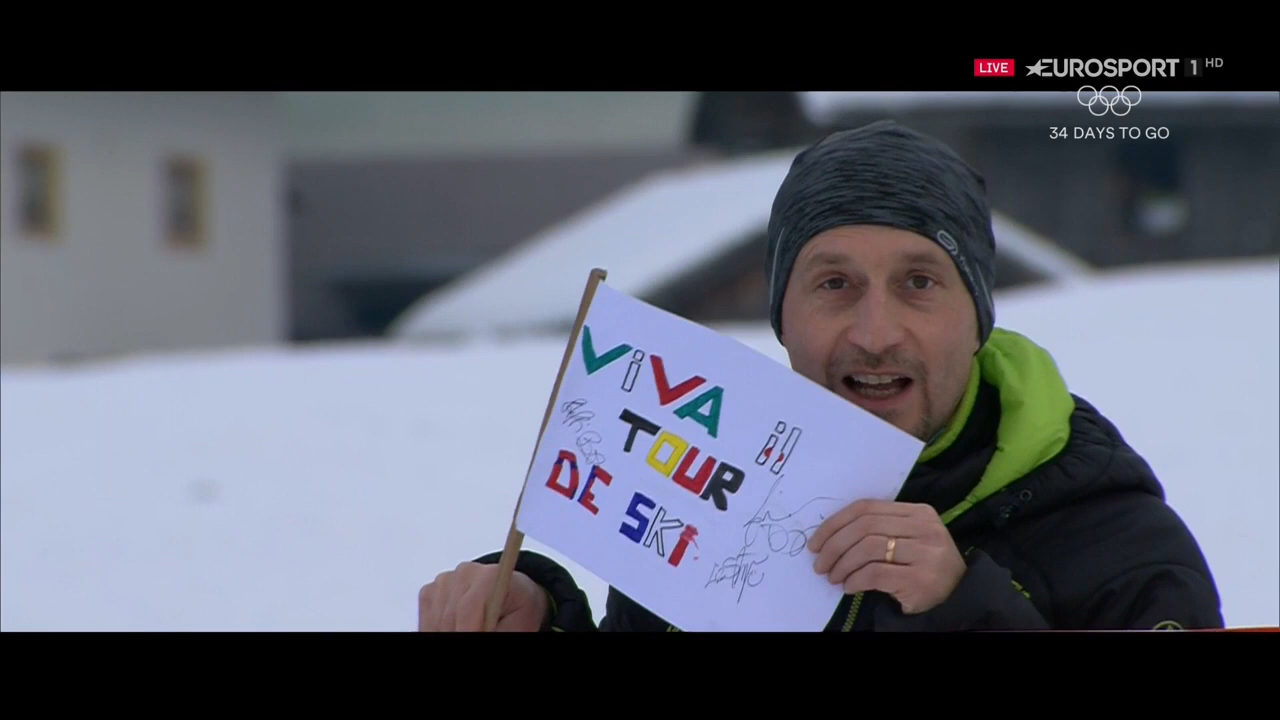 LIVE EUROSPORT 1 HD
34 DAYS TO GO
ViVA il
TOUR
DE SKi